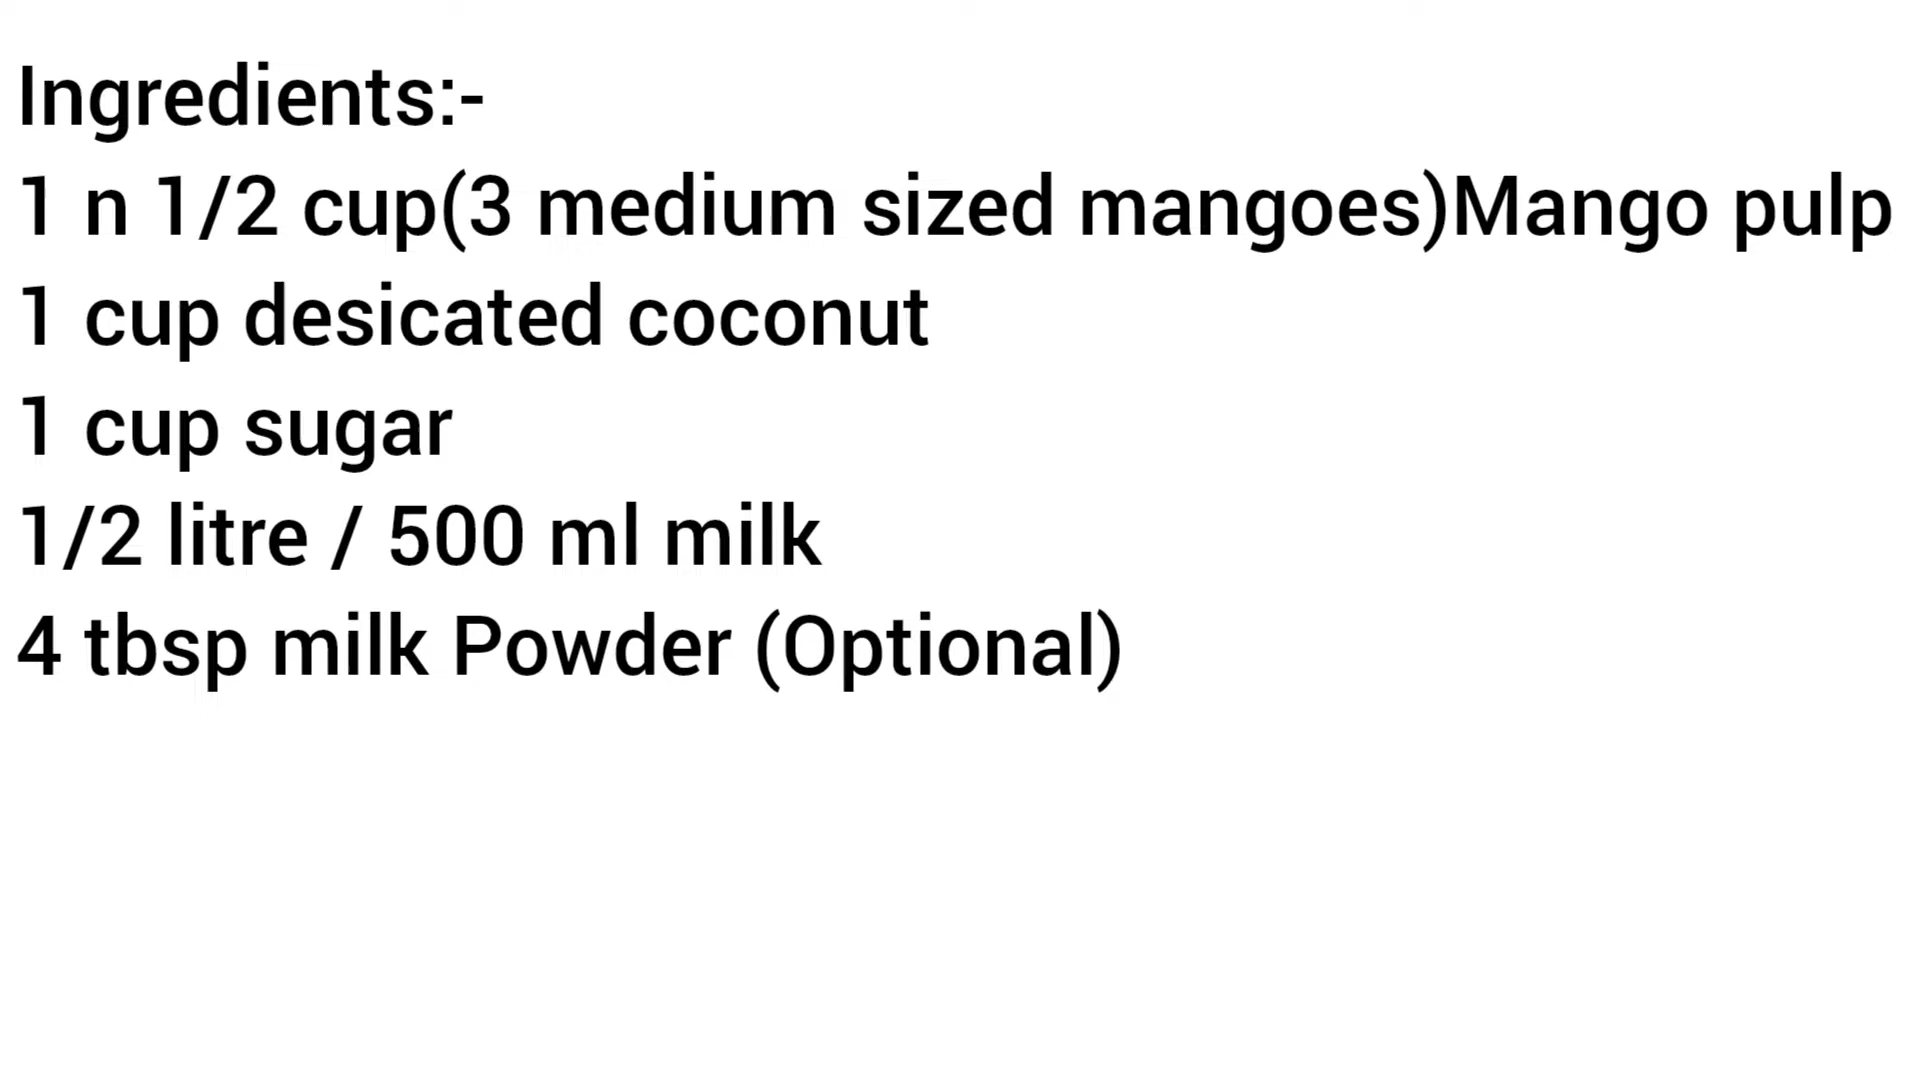 Ingredients:-
1 n 1/2 cup(3 medium sized mangoes)Mango pulp
1 cup desicated coconut
1 cup sugar
1/2 litre / 500 ml milk
4 tbsp milk Powder (Optional)